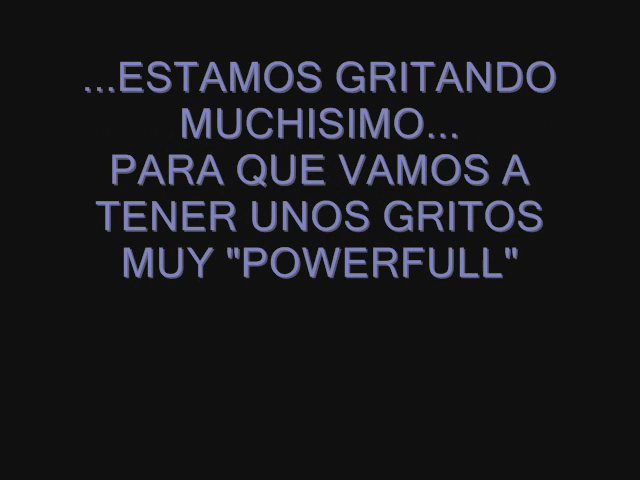 ...ESTAMOS GRITANDO
MUCHISIMO...
PARA QUE VAMOS A
TENER UNOS GRITOS
MUY "POWERFULL"